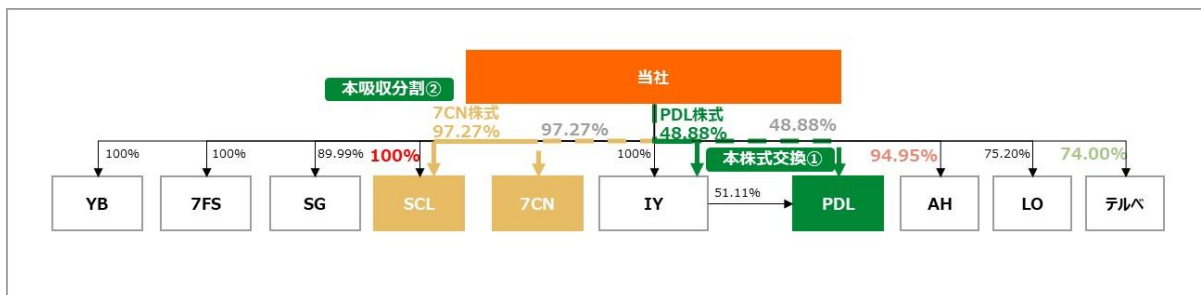 当社
本吸収分割②
7CN株式
97.27%
97.27%
PDL株式
48.88%
48.88%
100%
100%
89.99%
100%
100%
本株式交換①
94.95%
75.20%
74.00%
51.11%
YB
7FS
SG
SCL
7CN
IY
PDL
AH
LO
テルベ